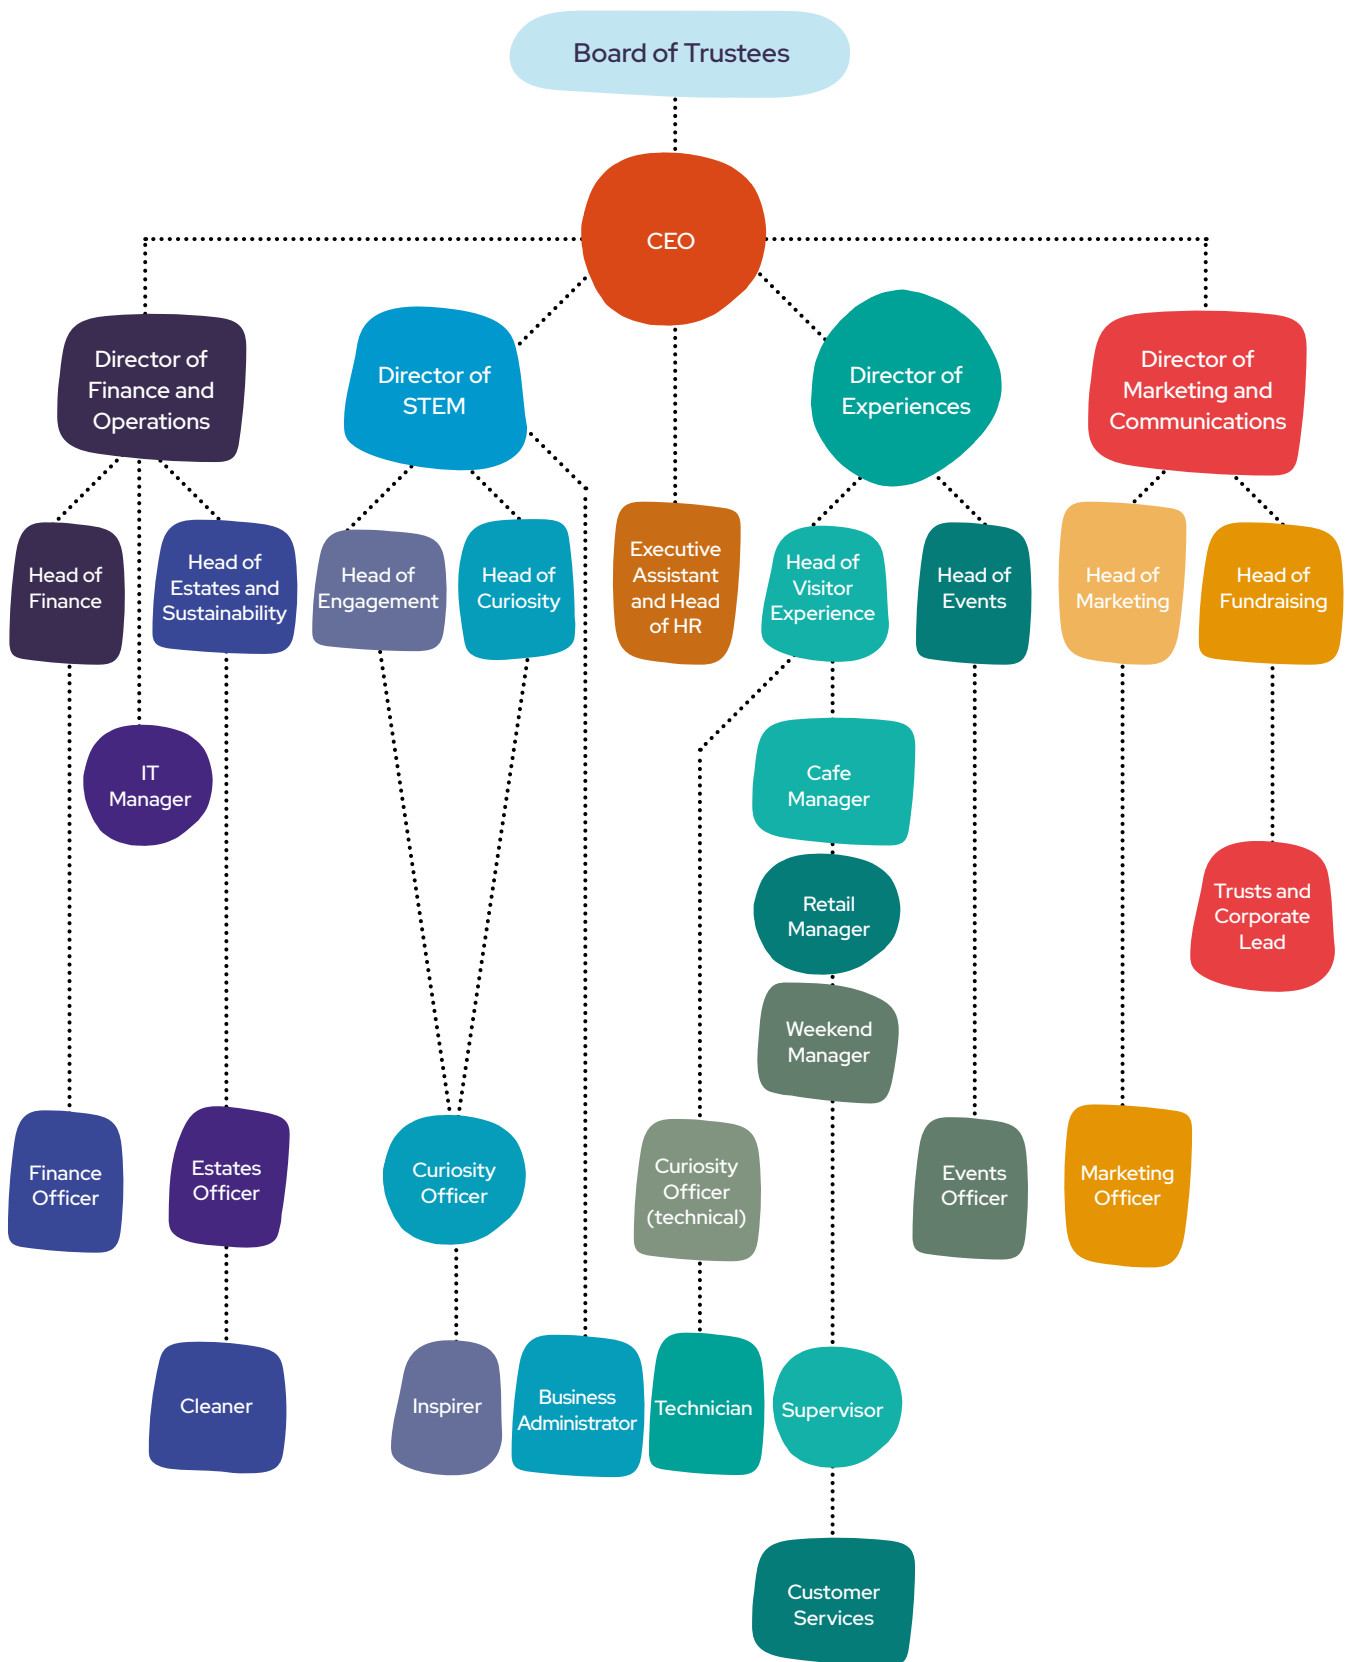 Board of Trustees
CEO
Director of
Finance and
Operations
Director of
STEM
Director of
Experiences
Director of
Marketing and
Communications
Head of
Finance
Head of
Estates and
Sustainability
Head of
Engagement
Head of
Curiosity
Executive
Assistant
and Head
of HR
Head of
Visitor
Experience
Head of
Events
Head of
Marketing
Head of
Fundraising
IT
Manager
Cafe
Manager
Retail
Manager
Trusts and
Corporate
Lead
Weekend
Manager
Finance
Officer
Estates
Officer
Curiosity
Officer
Curiosity
Officer
(technical)
Events
Officer
Marketing
Officer
Cleaner
Inspirer
Business
Administrator
Technician
Supervisor
Customer
Services